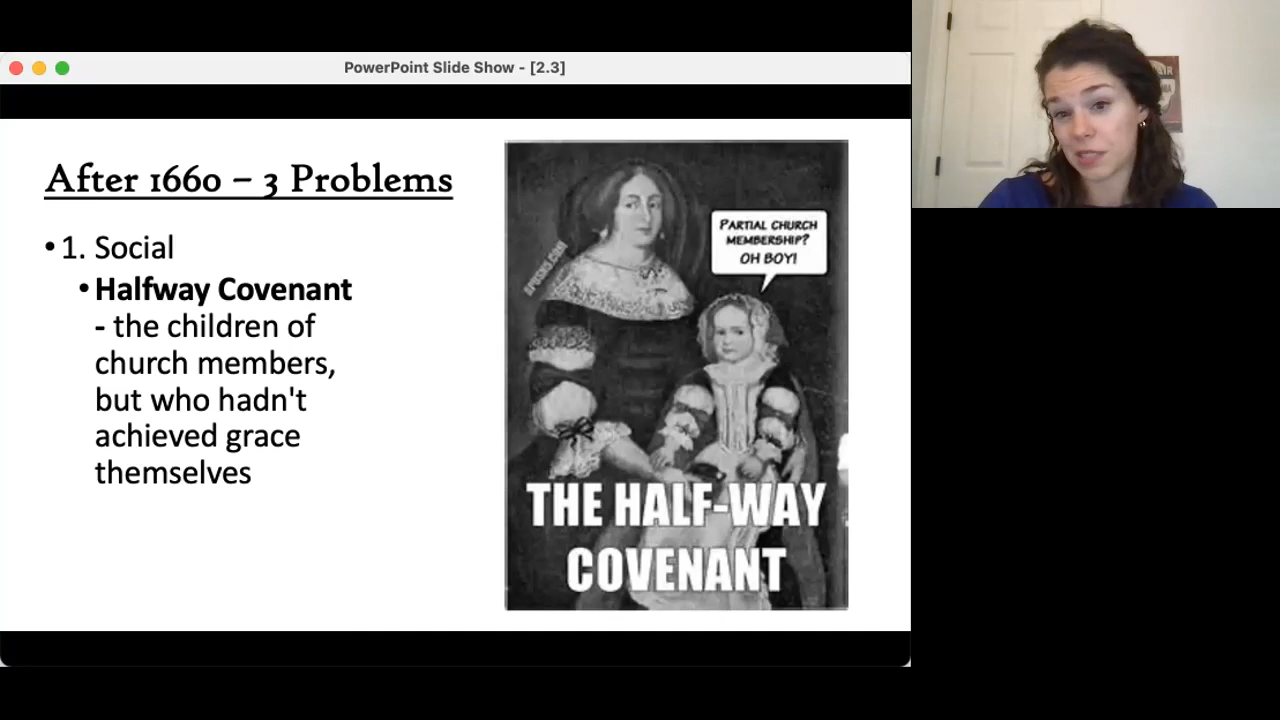 PowerPoint Slide Show - [2.3]
After 1660 – 3 Problems
• 1. Social
• Halfway Covenant
- the children of
church members,
but who hadn't
achieved grace
themselves
PARTIAL CHURCH
MEMBERSHIP?
OH BOY!
THE HALF-WAY
COVENANT